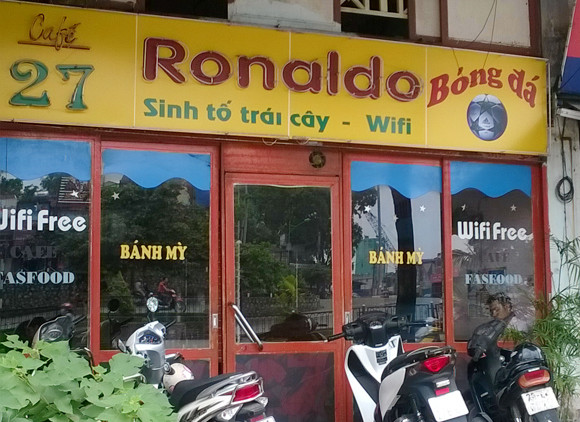 Café
27
Ronaldo
Bóng đá
Sinh tố trái cây - Wifi
Wifi Free
CAFE
FASFOOD
BÁNH MỲ
BÁNH MỲ
Wifi Free
CAFE
FASFOOD